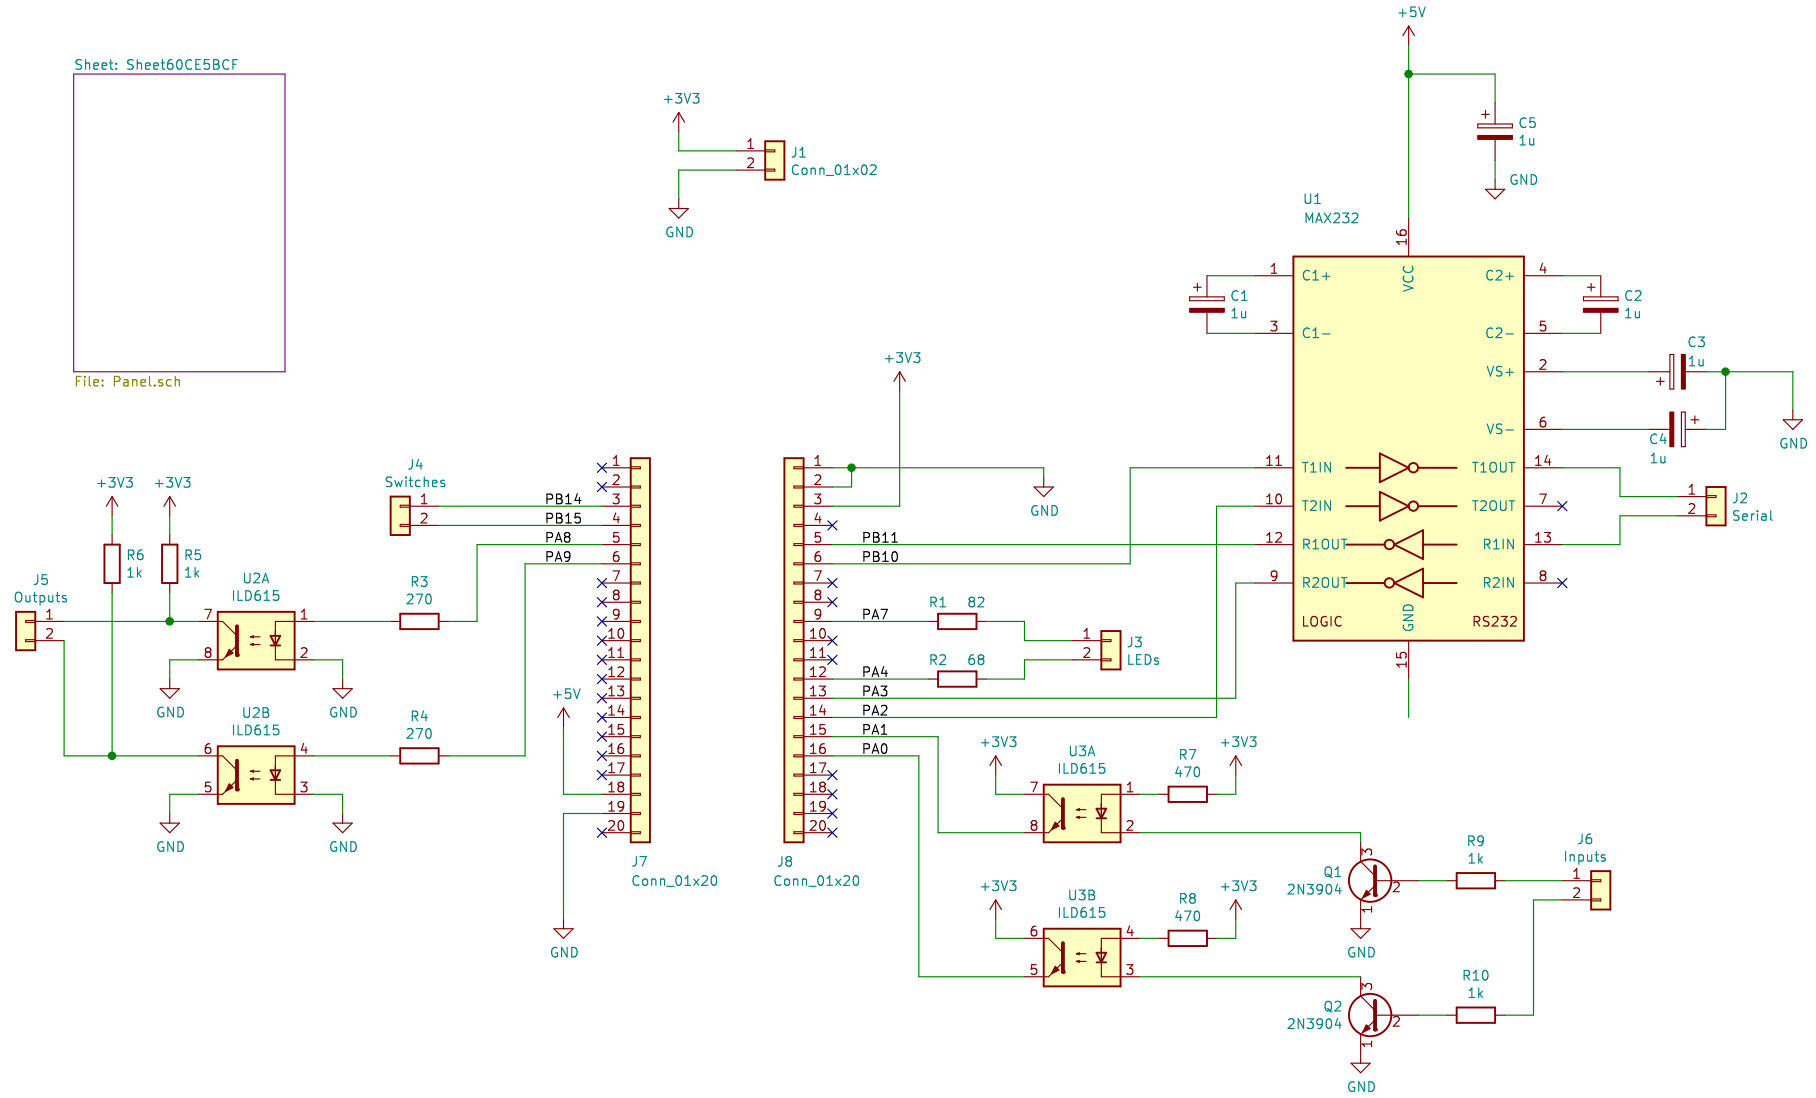 +5V
Sheet: Sheet60CE5BCF
File: Panel.sch
+3V3
1
2
J1
Conn_01x02
GND
+
C5
1u
GND
U1
MAX232
16
VCC
1
C1+
3
C1-
+
C1
1u
C2+
4
C2-
5
+
C2
1u
VS+
2
C3
1u
+
VS-
6
C4
1u
+
GND
11
T1IN
T1OUT
14
10
T2IN
T2OUT
7
12
R1OUT
R1IN
13
9
R2OUT
R2IN
8
LOGIC
GND
RS232
15
1
2
J2
Serial
+3V3
J4
Switches
1
2
PB14
PB15
PA8
PA9
1
2
3
4
5
6
7
8
9
10
11
12
13
14
15
16
17
18
19
20
J7
Conn_01x20
+5V
GND
1
2
3
4
5
6
7
8
9
10
11
12
13
14
15
16
17
18
19
20
J8
Conn_01x20
GND
PB11
PB10
PA7
PA4
PA3
PA2
PA1
PA0
R1 82
R2 68
1
2
J3
LEDs
+3V3
+3V3
R6
1k
R5
1k
J5
Outputs
1
2
U2A
ILD615
7
8
1
2
R3
270
GND
GND
U2B
ILD615
6
5
4
3
R4
270
GND
GND
+3V3
U3A
ILD615
7
8
1
2
R7
470
+3V3
+3V3
U3B
ILD615
6
5
4
3
R8
470
+3V3
Q1
2N3904
3
2
1
GND
R9
1k
J6
Inputs
1
2
Q2
2N3904
3
2
1
GND
R10
1k